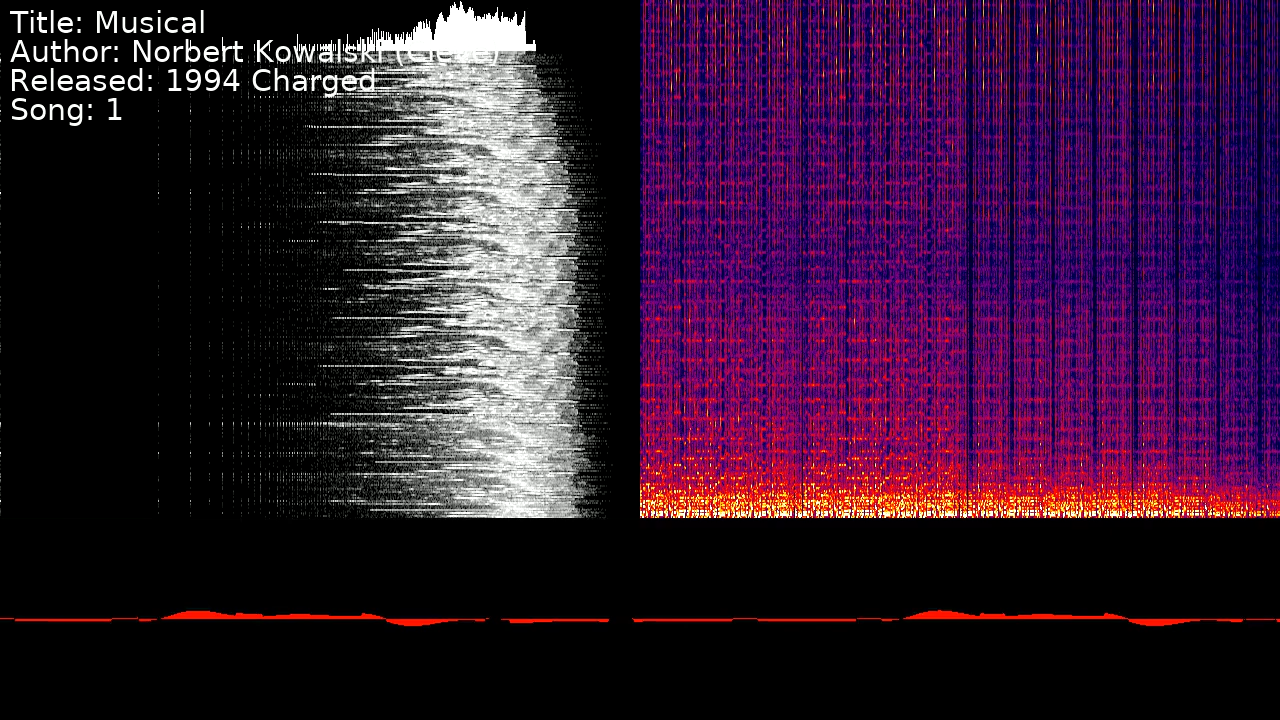 Title: Musical
Author: Norbert Kowalski
Released: 1994 Charged
Song: 1